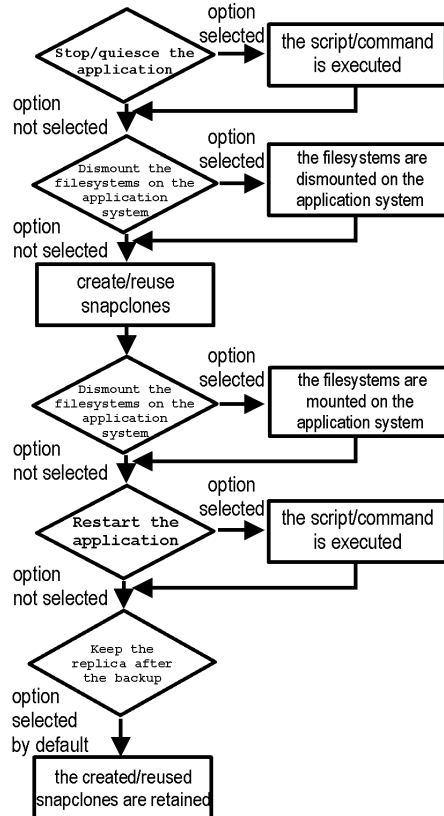 option
selected
Stop/quiesce the
application
the script/command
is executed
option
not selected
option
selected
Dismount the
filesystems on the
application
system
the filesystems are
dismounted on the
application system
option
not selected
create/reuse
snapclones
option
selected
Dismount the
filesystems on the
application
system
the filesystems are
mounted on the
application system
option
not selected
option
selected
Restart the
application
the script/command
is executed
option
not selected
Keep the
replica after
the backup
option
selected
by default
the created/reused
snapclones are retained